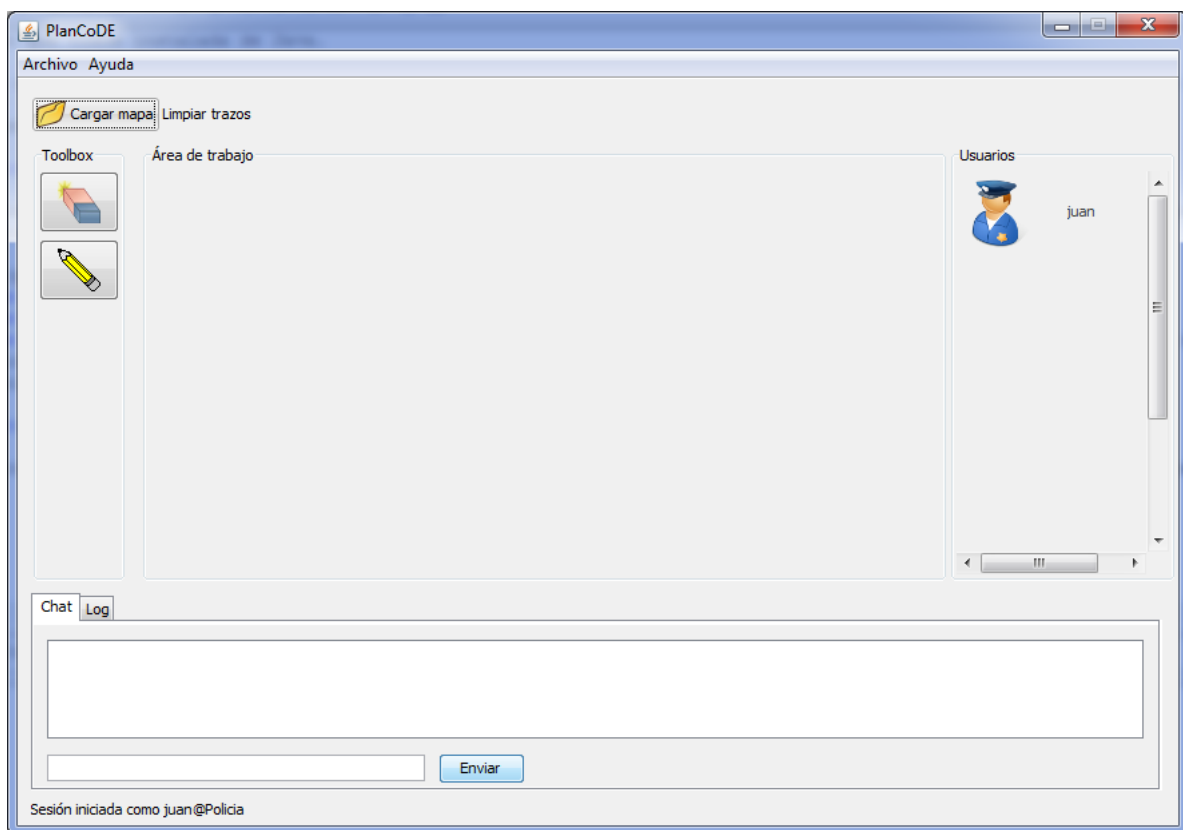 PlanCoDE
Archivo Ayuda
Cargar mapa Limpiar trazos
Toolbox Área de trabajo Usuarios
juan
Chat Log
Enviar
Sesión iniciada como juan@Policia